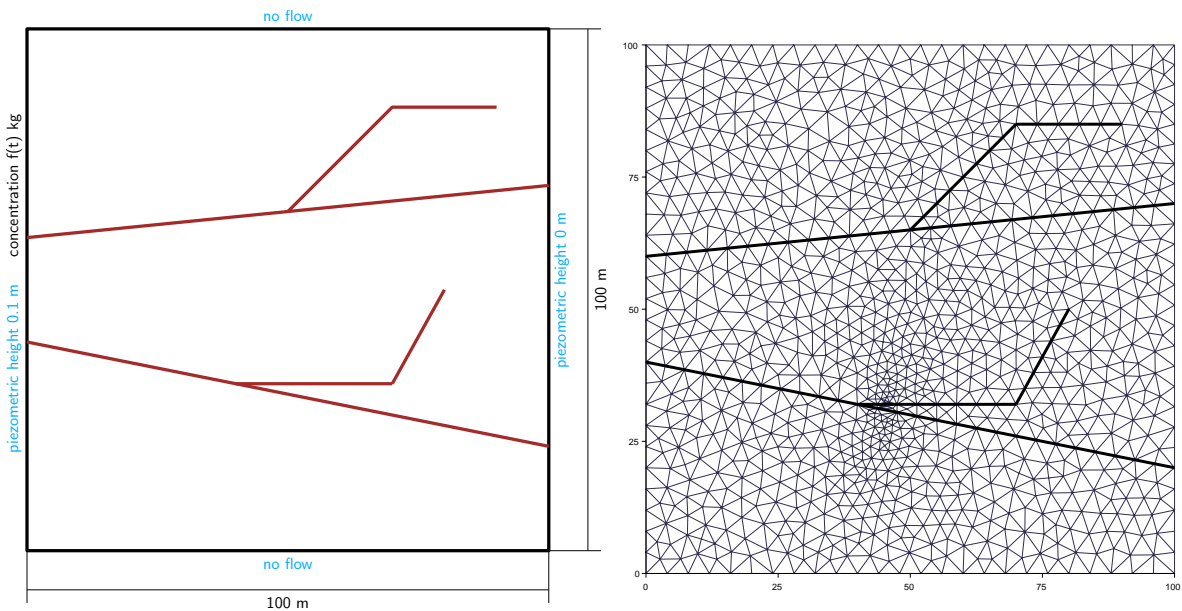 no flow
concentration f(t) kg
piezometric height 0.1 m
piezometric height 0 m
100 m
no flow
100 m
100
75
50
25
0
0
25
50
75
100